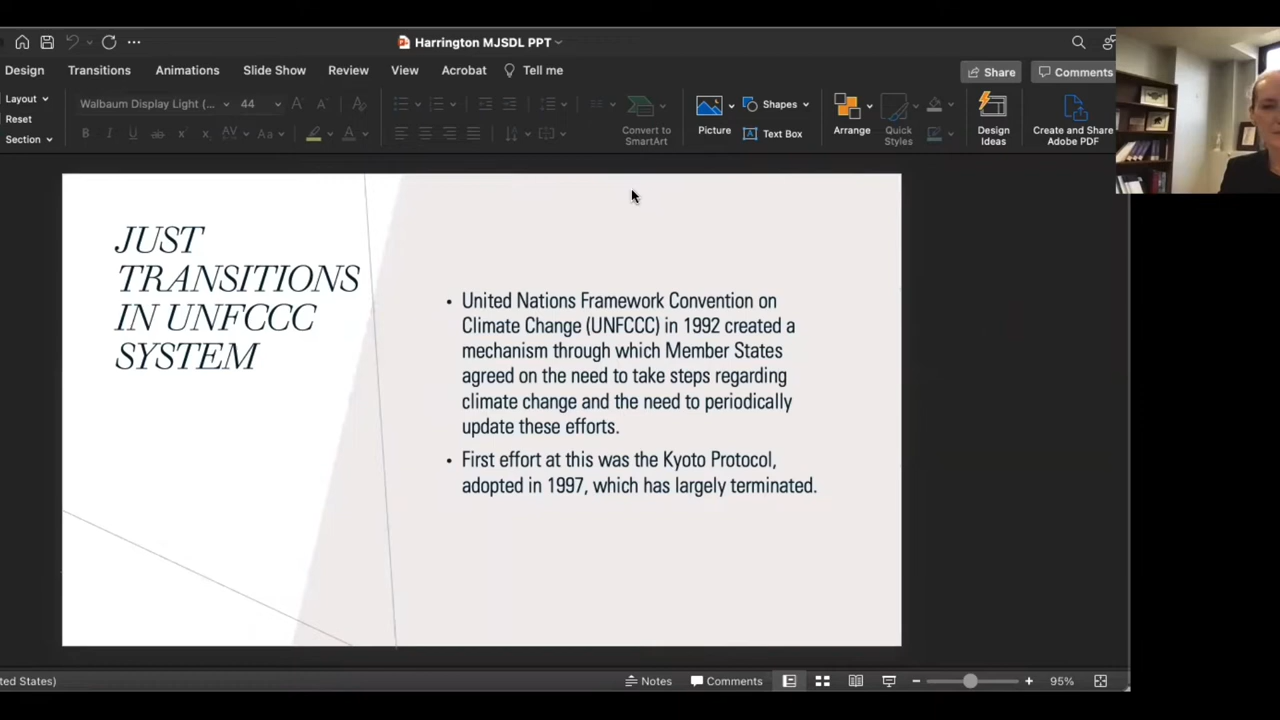 Harrington MJSDL PPT
Design Transitions Animations Slide Show Review View Acrobat Tell me
Share Comments
Layout
Reset
Section
Walbaum Display Light (... 44
Convert to
SmartArt
Picture
Shapes
Text Box
Arrange
Quick
Styles
Design
Ideas
Create and Share
Adobe PDF
JUST
TRANSITIONS
IN UNFCCC
SYSTEM
• United Nations Framework Convention on
Climate Change (UNFCCC) in 1992 created a
mechanism through which Member States
agreed on the need to take steps regarding
climate change and the need to periodically
update these efforts.
• First effort at this was the Kyoto Protocol,
adopted in 1997, which has largely terminated.
ted States) Notes Comments 95%